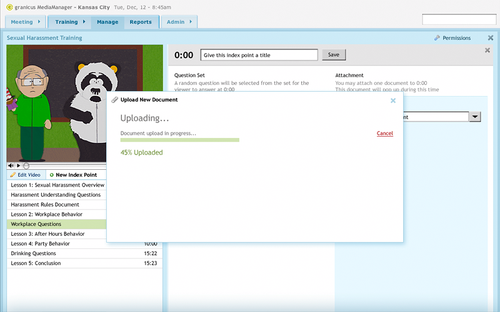 granicus MediaManager - Kansas City Tue, Dec, 12 - 8:45am
Meeting
Training
Manage
Reports
Admin
Sexual Harassment Training
Permissions
0:00
Give this index point a title
Save
Question Set
A random question will be selected from the set for the
viewer to answer at 0:00
Attachment
You may attach one document to 0:00
This document will pop up during this time
Upload New Document
Uploading...
Document upload in progress...
Cancel
45% Uploaded
Edit Video
New Index Point
Lesson 1: Sexual Harassment Overview
Harassment Understanding Questions
Harassment Rules Document
Lesson 2: Workplace Behavior
Workplace Questions
Lesson 3: After Hours Behavior
Lesson 4: Party Behavior 10:00
Drinking Questions 15:22
Lesson 5: Conclusion 15:23